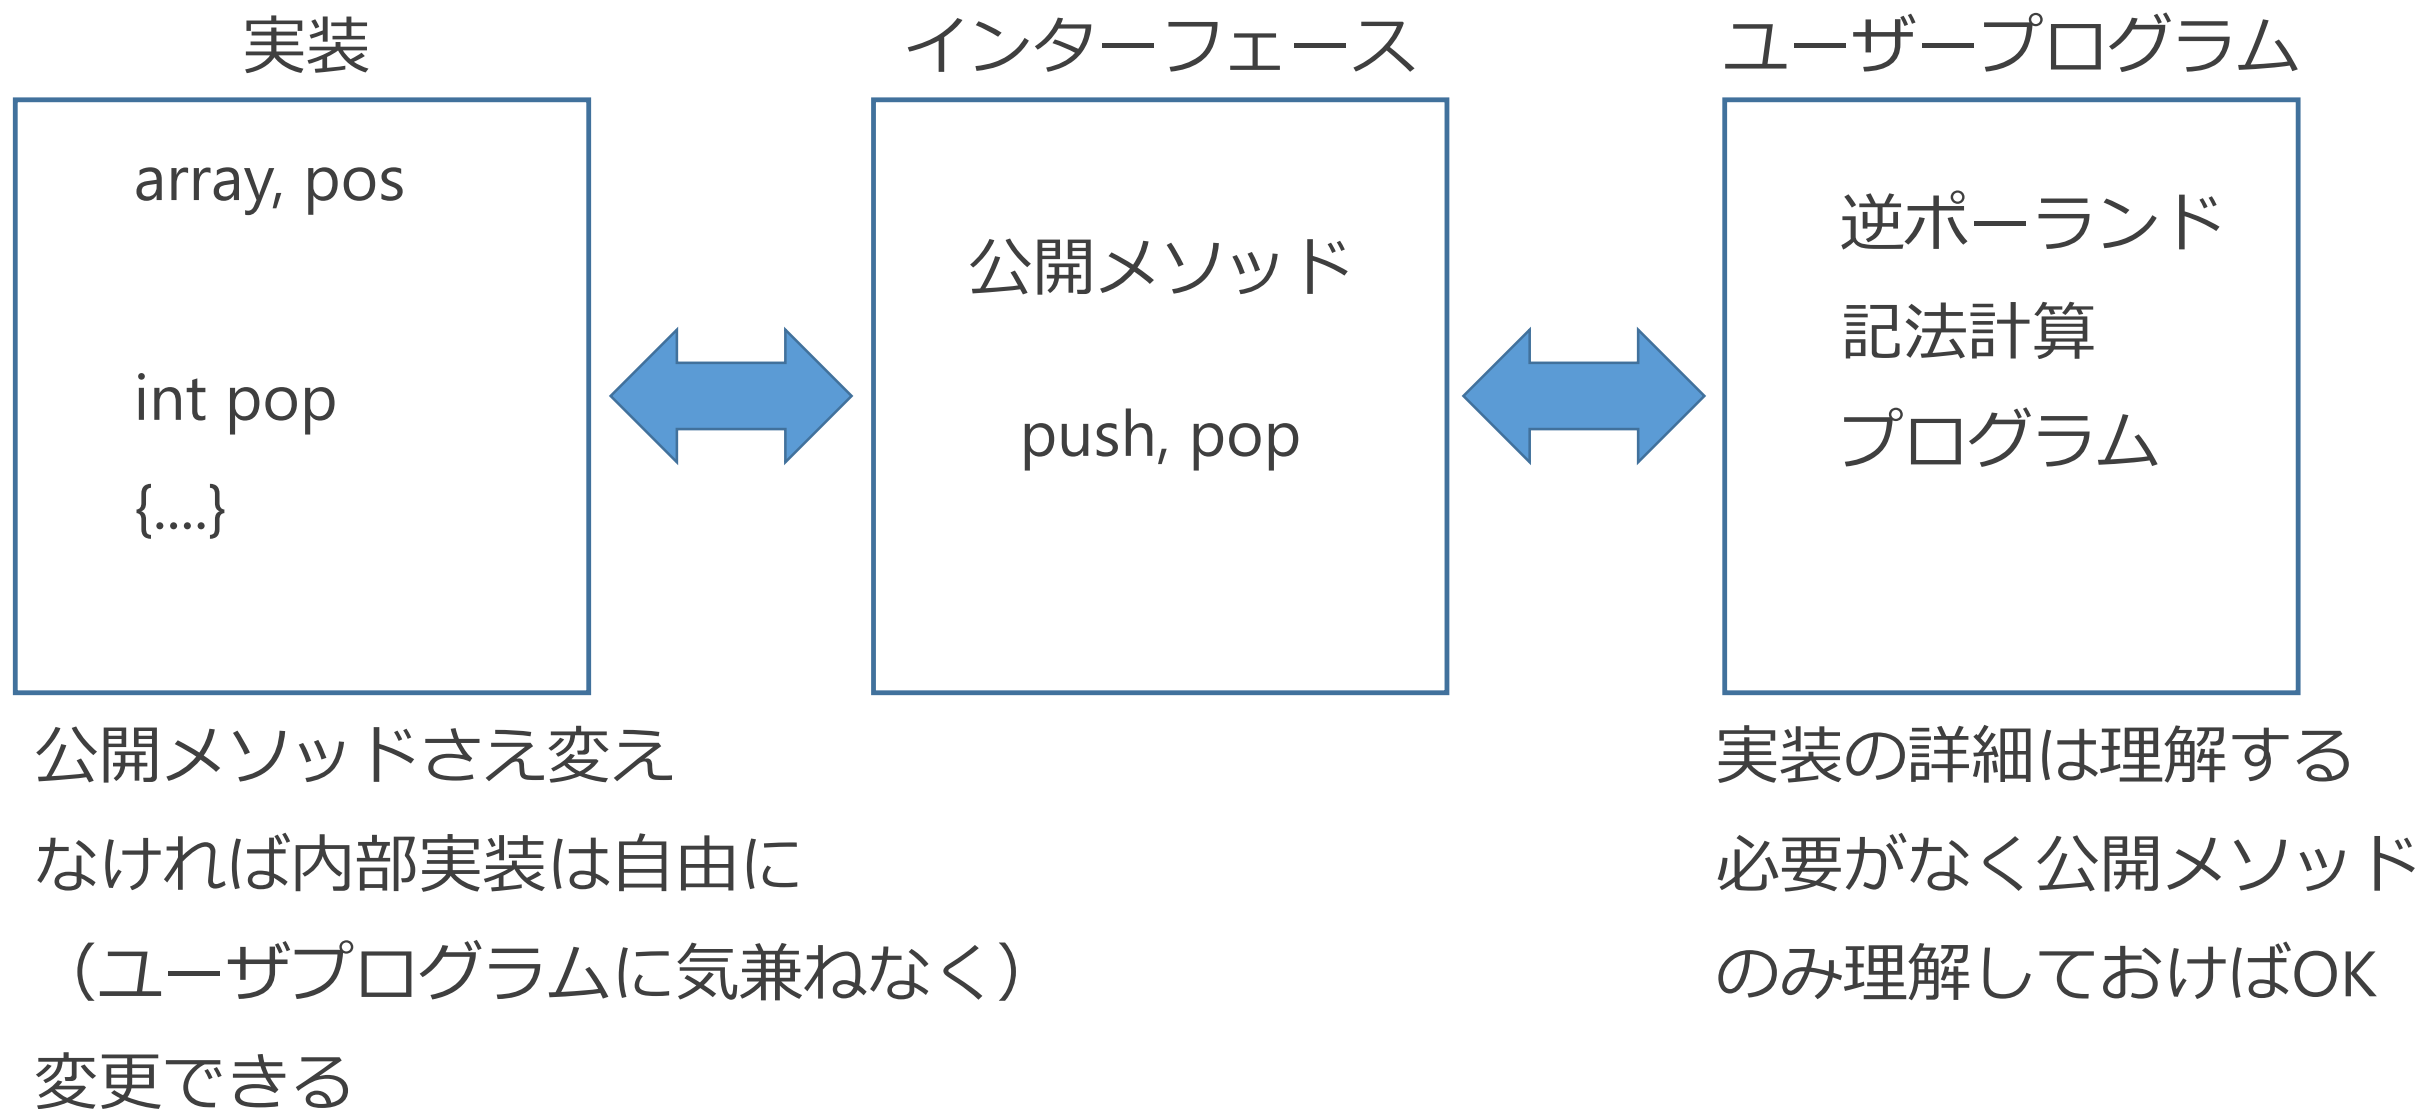 実装
array, pos
int pop
{....}
公開メソッドさえ変え
なければ内部実装は自由に
（ユーザプログラムに気兼ねなく）
変更できる
インターフェース
公開メソッド
push, pop
ユーザープログラム
逆ポーランド
記法計算
プログラム
実装の詳細は理解する
必要がなく公開メソッド
のみ理解しておけばOK